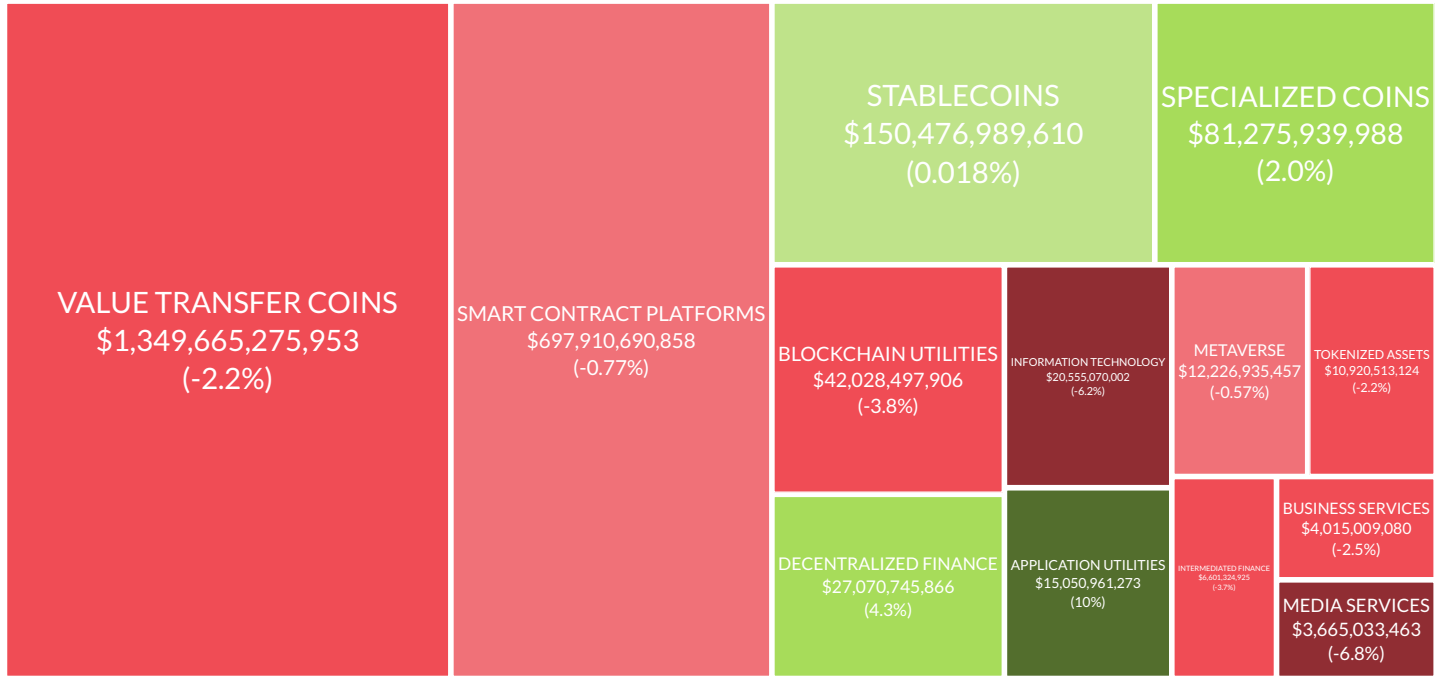 VALUE TRANSFER COINS
$1,349,665,275,953
(-2.2%)
SMART CONTRACT PLATFORMS
$697,910,690,858
(-0.77%)
STABLECOINS
$150,476,989,610
(0.018%)
SPECIALIZED COINS
$81,275,939,988
(2.0%)
BLOCKCHAIN UTILITIES
$42,028,497,906
(-3.8%)
DECENTRALIZED FINANCE
$27,070,745,866
(4.3%)
INFORMATION TECHNOLOGY
$20,555,070,002
(-6.2%)
APPLICATION UTILITIES
$15,050,961,273
(10%)
METAVERSE
$12,226,935,457
(-0.57%)
TOKENIZED ASSETS
$10,920,513,124
(-2.2%)
INTERMEDIATED FINANCE
$6,601,324,925
(-3.7%)
BUSINESS SERVICES
$4,015,009,080
(-2.5%)
MEDIA SERVICES
$3,665,033,463
(-6.8%)